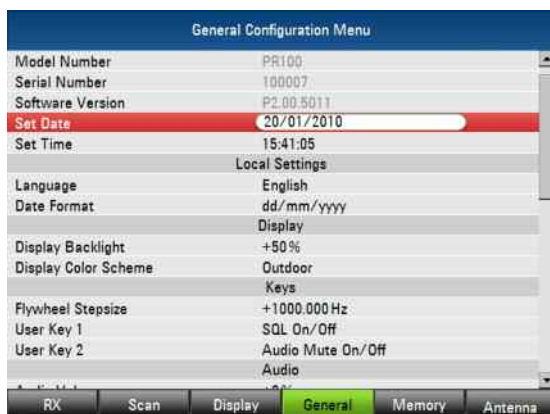 General Configuration Menu
Model Number PR100
Serial Number 100007
Software Version P2.00.5011
Set Date 20/01/2010
Set Time 15:41:05
Local Settings
Language English
Date Format dd/mm/yyyy
Display
Display Backlight +50%
Display Color Scheme Outdoor
Keys
Flywheel Stepsize +1000.000 Hz
User Key 1 SQL On/Off
User Key 2 Audio Mute On/Off
Audio
RX Scan Display General Memory Antenna